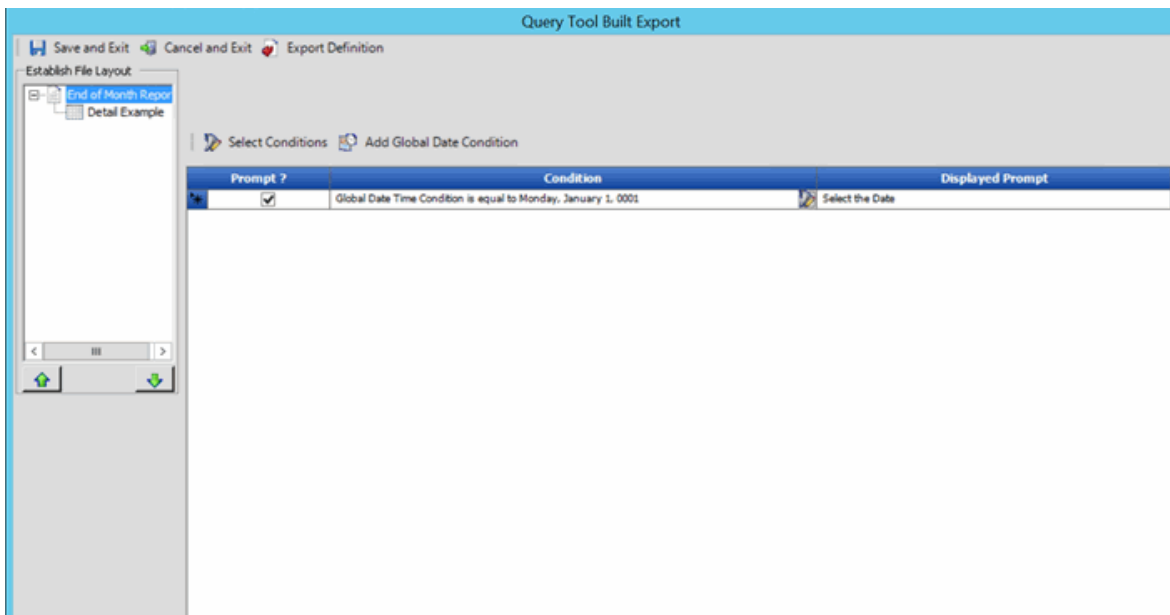 Query Tool Built Export
Save and Exit Cancel and Exit Export Definition
Establish File Layout
End of Month Repor
Detail Example
Select Conditions Add Global Date Condition
Prompt ? Condition Displayed Prompt
Global Date Time Condition is equal to Monday, January 1, 0001 Select the Date